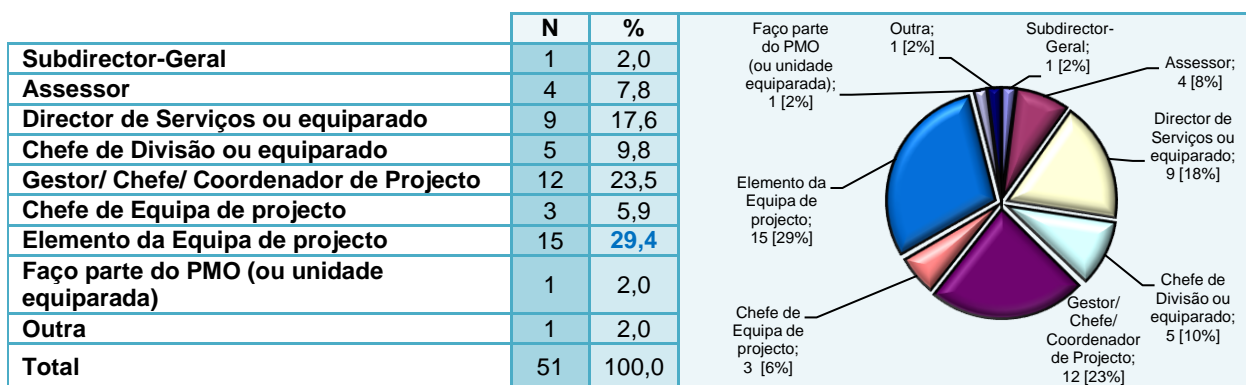 N %
Subdirector-Geral 1 2,0
Assessor 4 7,8
Director de Serviços ou equiparado 9 17,6
Chefe de Divisão ou equiparado 5 9,8
Gestor/ Chefe/ Coordenador de Projecto 12 23,5
Chefe de Equipa de projecto 3 5,9
Elemento da Equipa de projecto 15 29,4
Faço parte do PMO (ou unidade
equiparada) 1 2,0
Outra 1 2,0
Total 51 100,0
Faço parte
do PMO
(ou unidade
equiparada);
1 [2%]
Outra;
1 [2%]
Subdirector-
Geral;
1 [2%]
Assessor;
4 [8%]
Director de
Serviços ou
equiparado;
9 [18%]
Chefe de
Divisão ou
equiparado;
5 [10%]
Gestor/
Chefe/
Coordenador
de Projecto;
12 [23%]
Chefe de
Equipa de
projecto;
3 [6%]
Elemento da
Equipa de
projecto;
15 [29%]